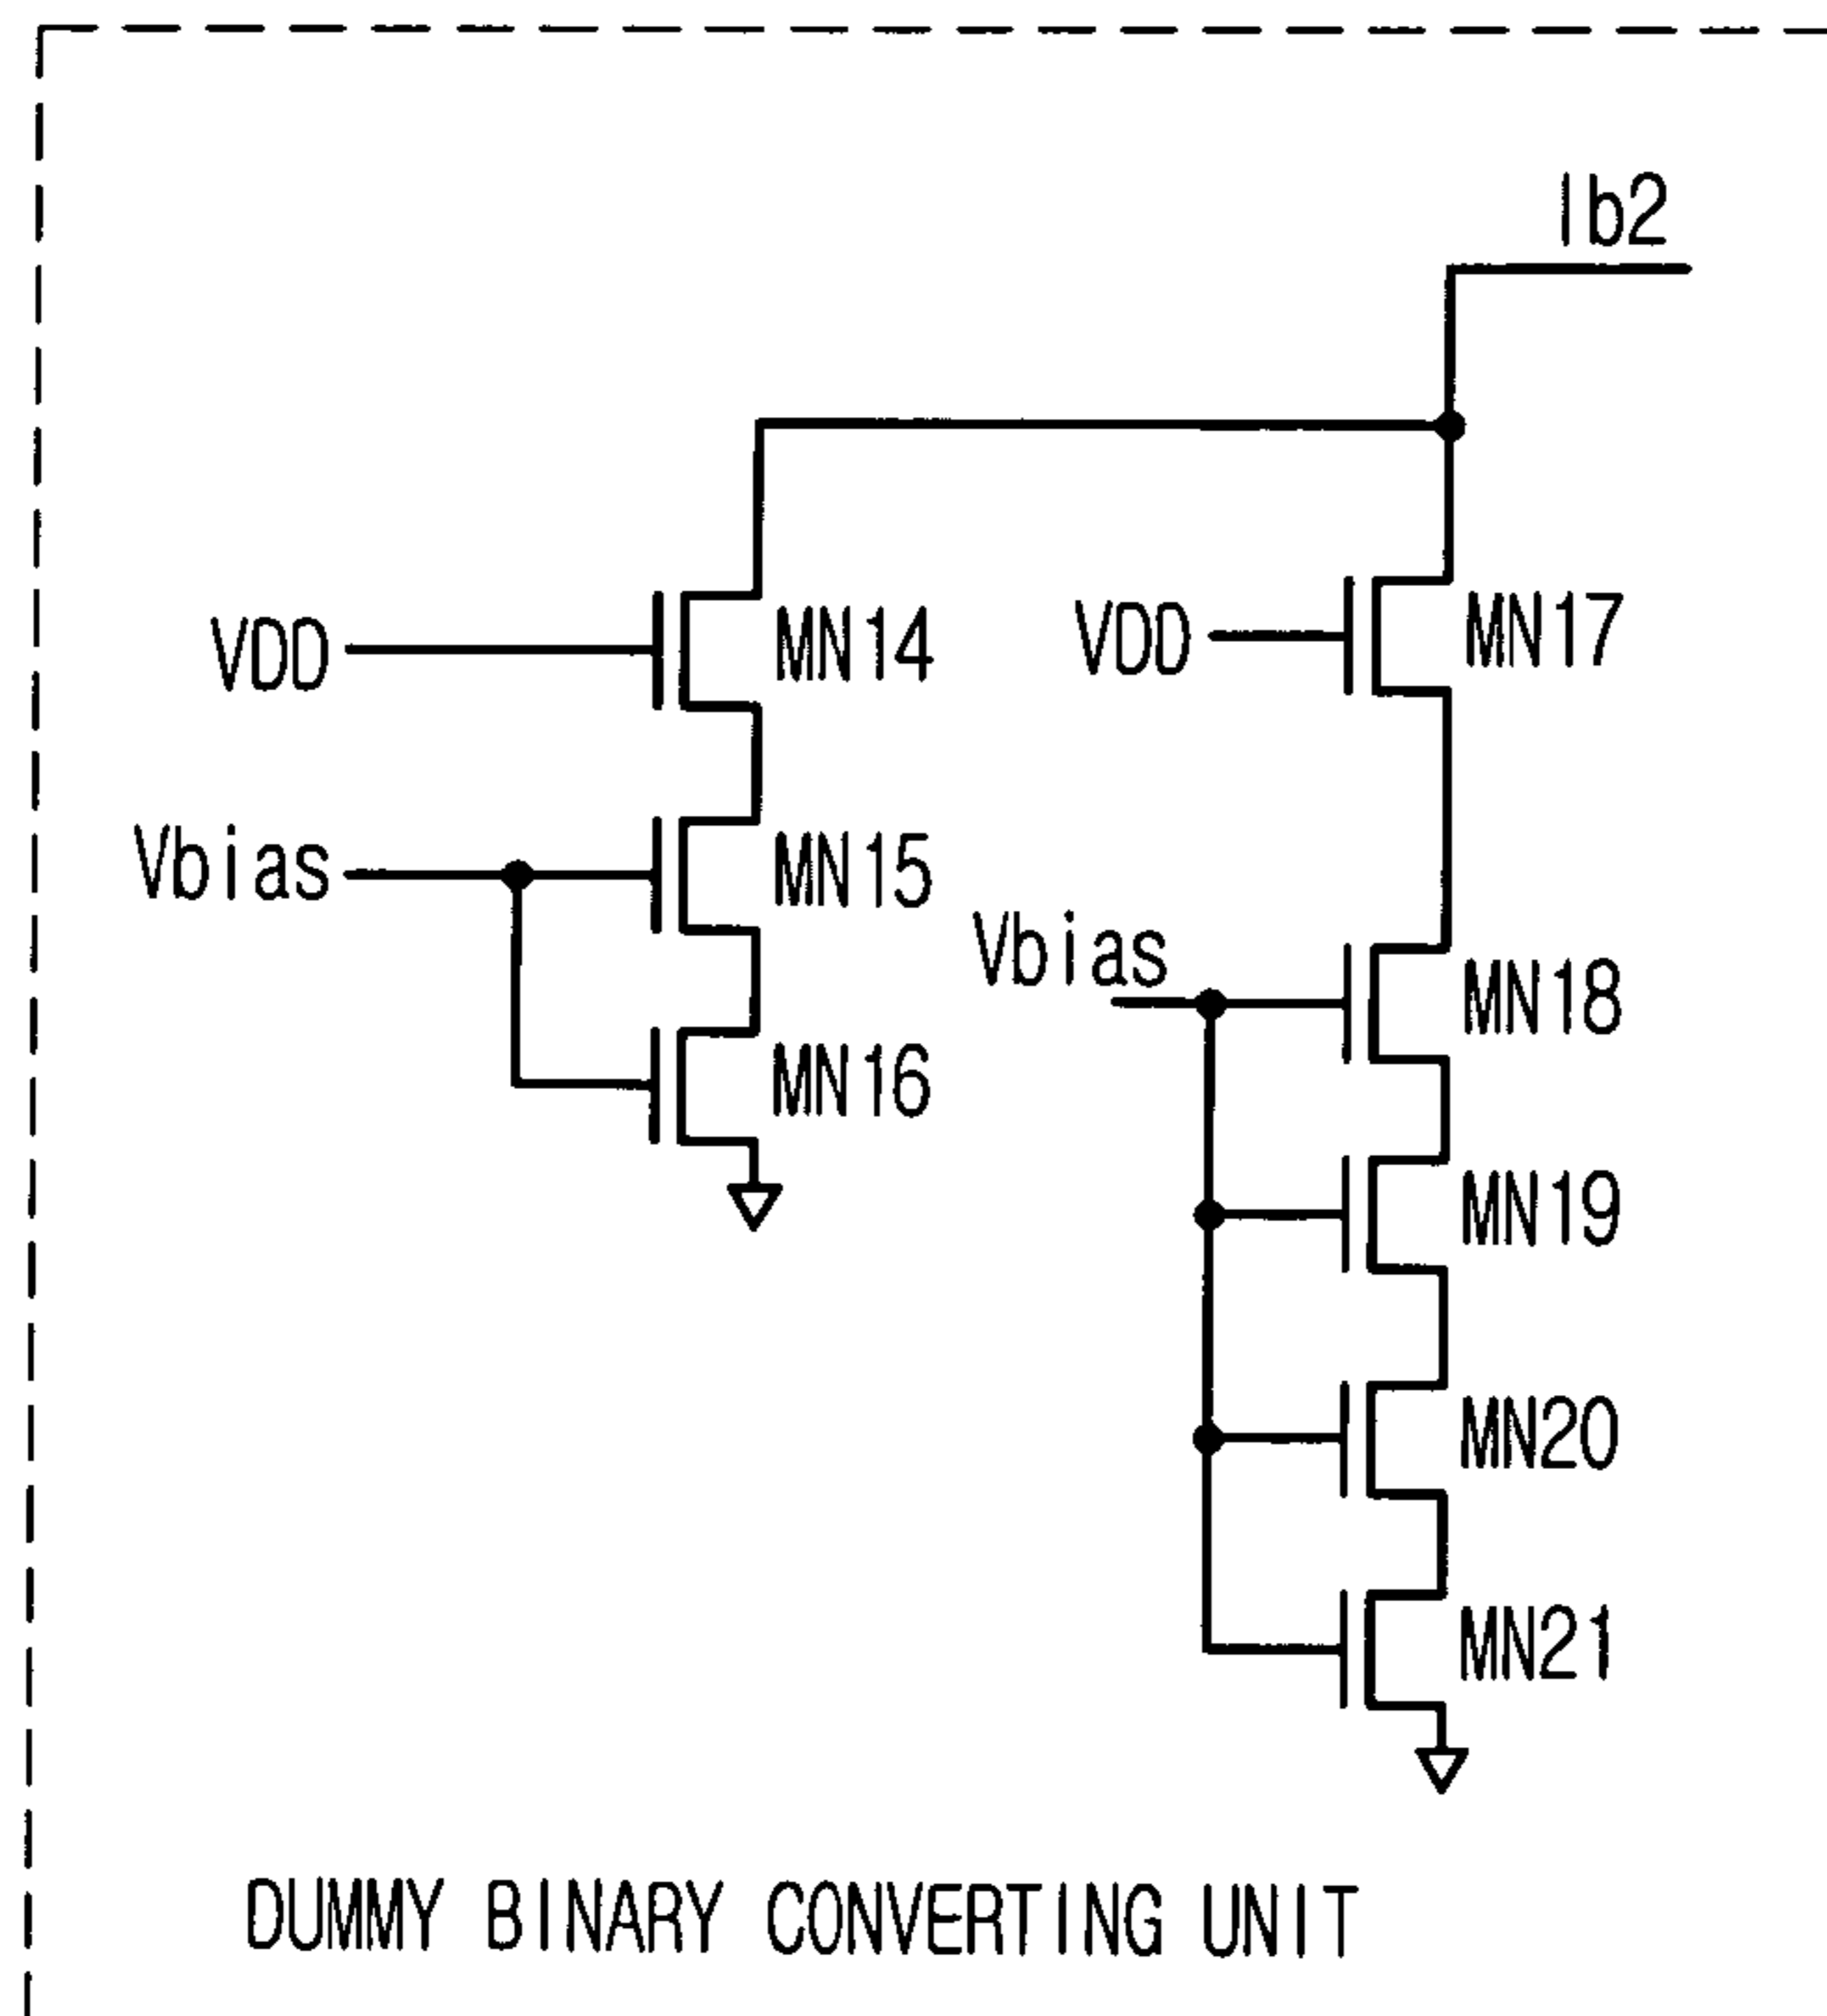 Ib2
VDD
MN14
VDD
MN17
Vbias
MN15
Vbias
MN18
MN16
MN19
MN20
MN21
DUMMY BINARY CONVERTING UNIT